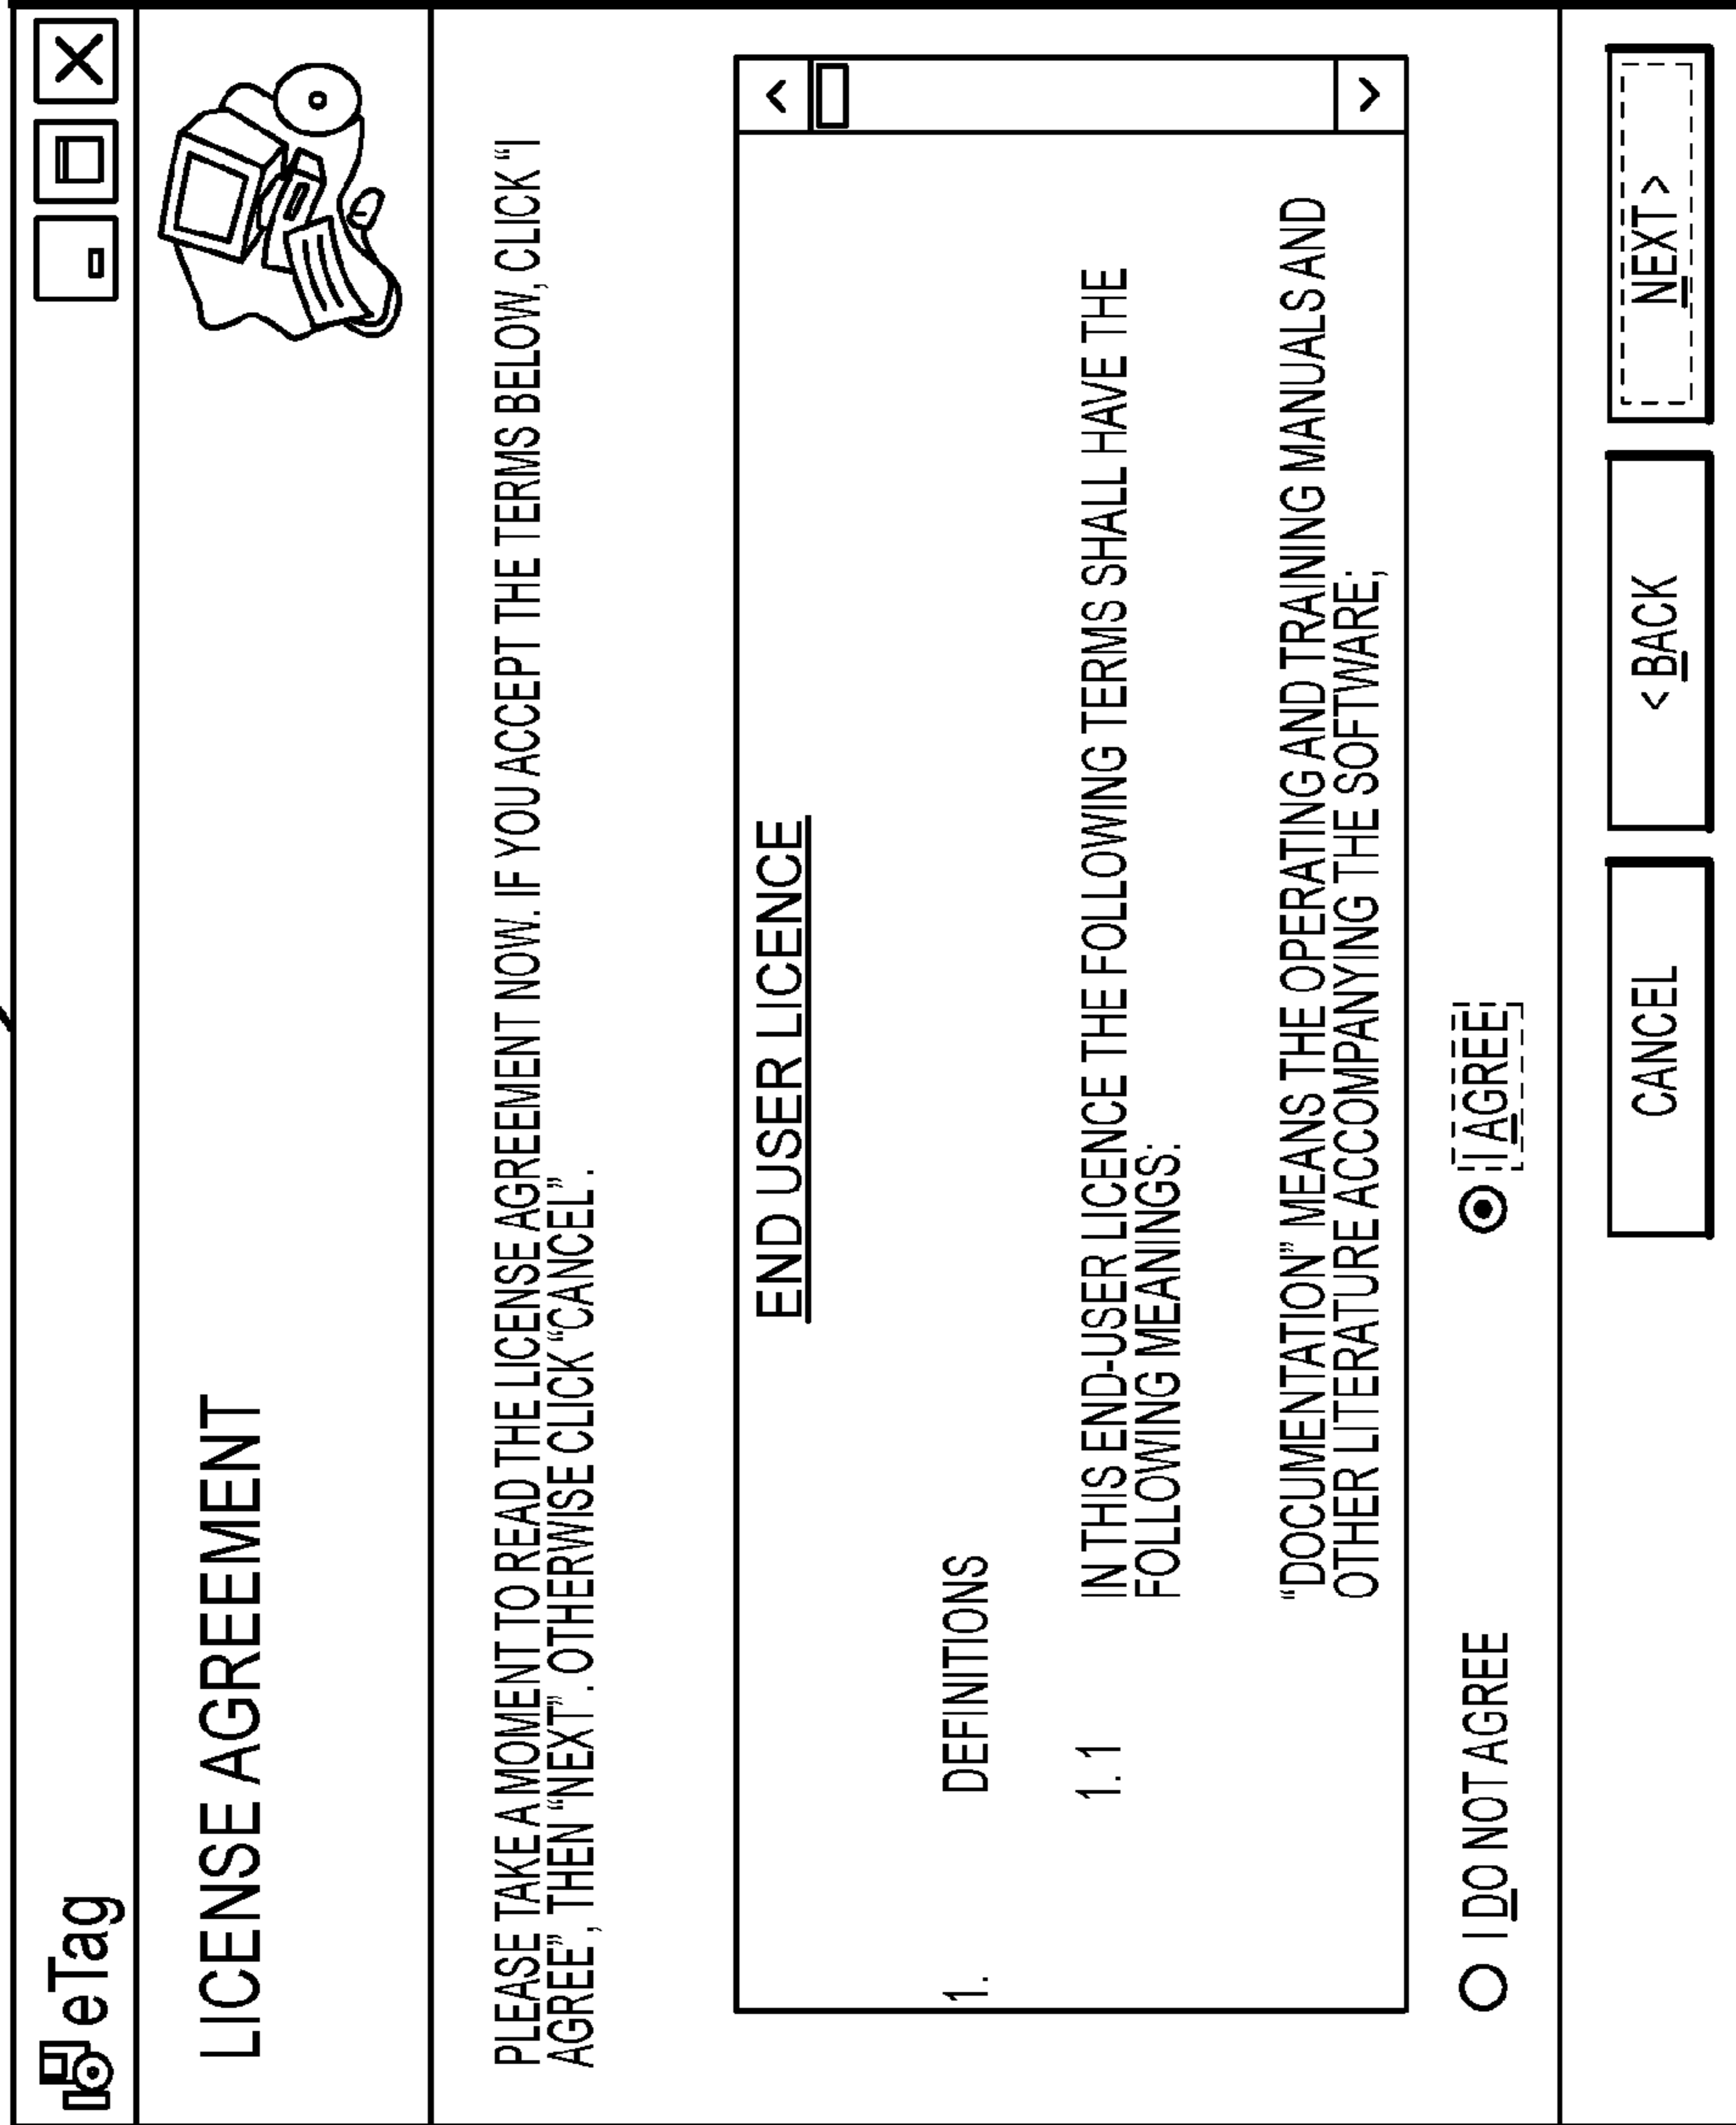 eTag
LICENSE AGREEMENT
PLEASE TAKE A MOMENT TO READ THE LICENSE AGREEMENT NOW. IF YOU ACCEPT THE TERMS BELOW, CLICK “I
AGREE”, THEN “NEXT”. OTHERWISE CLICK “CANCEL”.
END USER LICENCE
1. DEFINITIONS
1. 1 IN THIS END-USER LICENCE THE FOLLOWING TERMS SHALL HAVE THE
FOLLOWING MEANINGS:
“DOCUMENTATION” MEANS THE OPERATING AND TRAINING MANUALS AND
OTHER LITERATURE ACCOMPANYING THE SOFTWARE;
I DO NOT AGREE I AGREE
CANCEL < BACK NEXT >